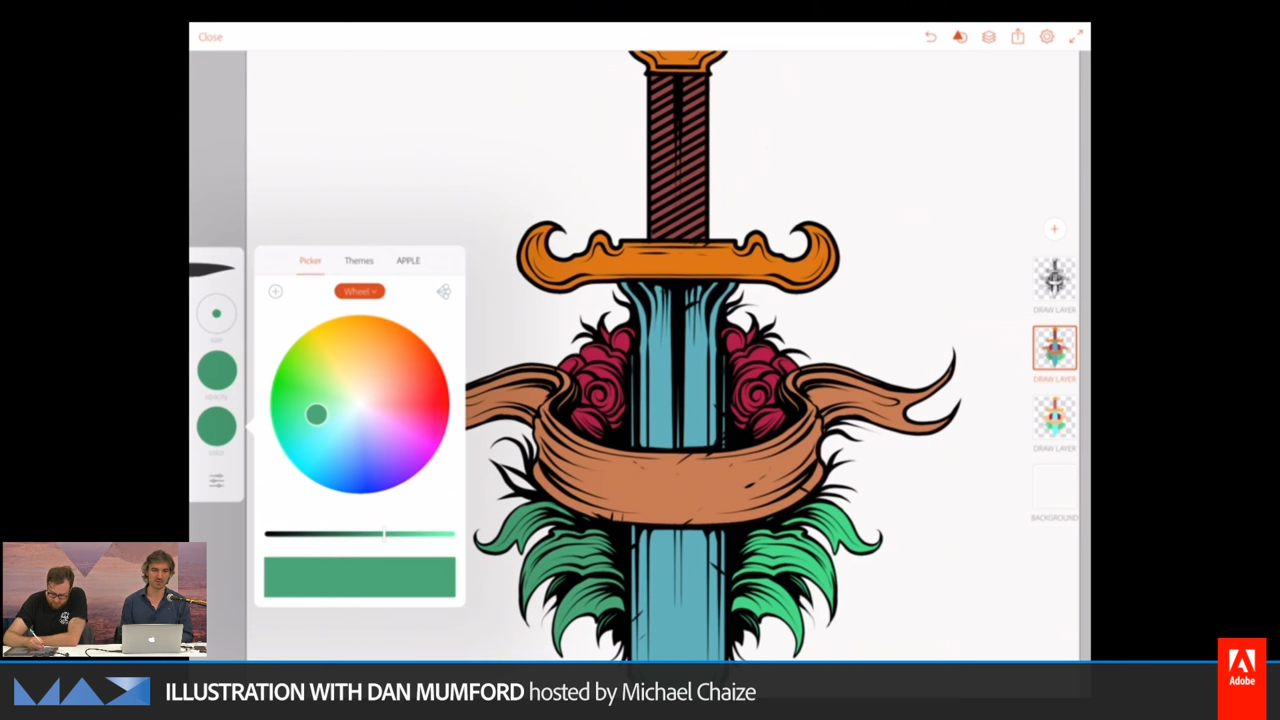 Close
Picker Themes APPLE
Wheel
size
opacity
color
DRAW LAYER
DRAW LAYER
DRAW LAYER
BACKGROUND
MAX ILLUSTRATION WITH DAN MUMFORD hosted by Michael Chaize
Adobe